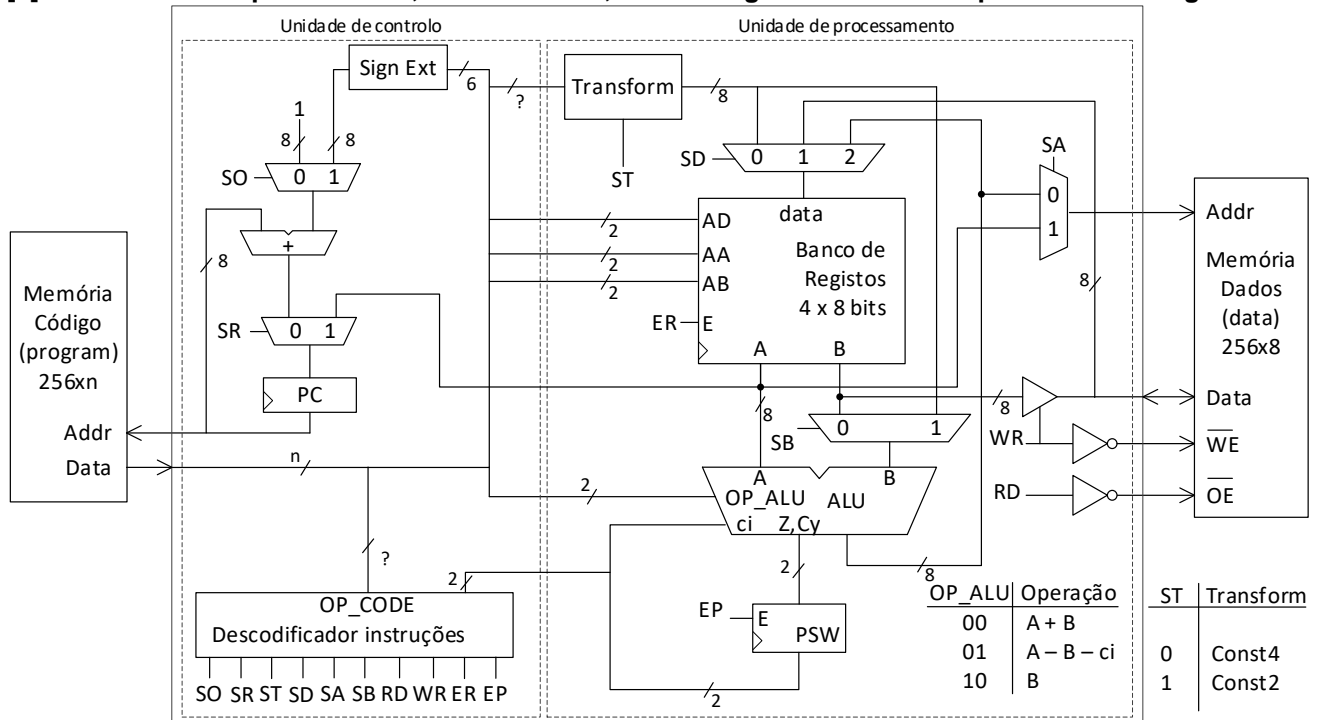 Unidade de controlo
Unidade de processamento
Sign Ext
6
?
Transform
8
ST
1
8
8
SO
0 1
+
8
SR
0 1
PC
Memória
Código
(program)
256xn
Addr
Data
n
?
2
OP_CODE
Descodificador instruções
SO SR ST SD SA SB RD WR ER EP
SD
0 1 2
data
AD
AA
AB
2
2
2
Banco de
Registos
4 x 8 bits
ER
E
A
B
SA
0
1
8
8
8
SB
0 1
WR
RD
2
A
B
OP_ALU
ALU
ci
Z,Cy
2
8
EP
E
PSW
2
Addr
Memória
Dados
(data)
256x8
Data
WE
OE
OP_ALU Operação
00 A + B
01 A – B – ci
10 B
ST Transform
0 Const4
1 Const2